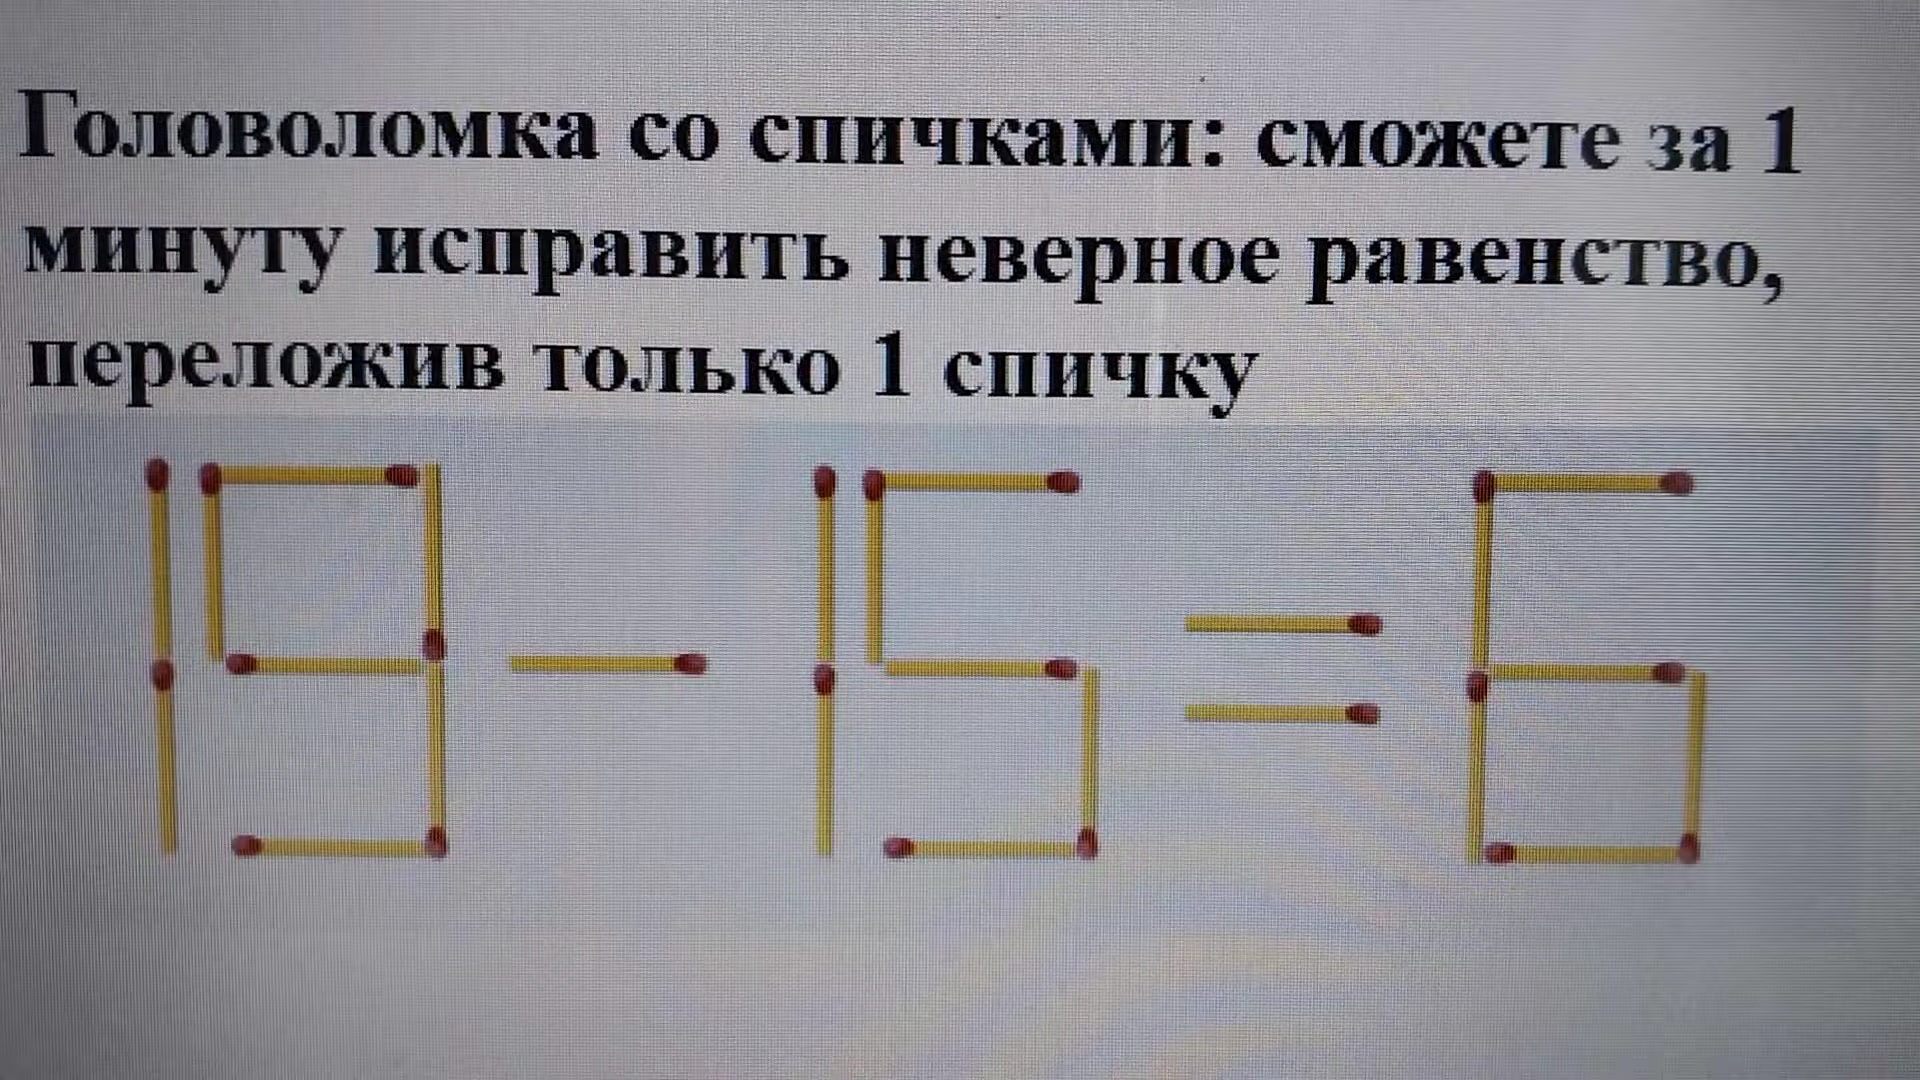 Головоломка со спичками: сможете за 1
минуту исправить неверное равенство,
переложив только 1 спичку
19 - 15 = 6